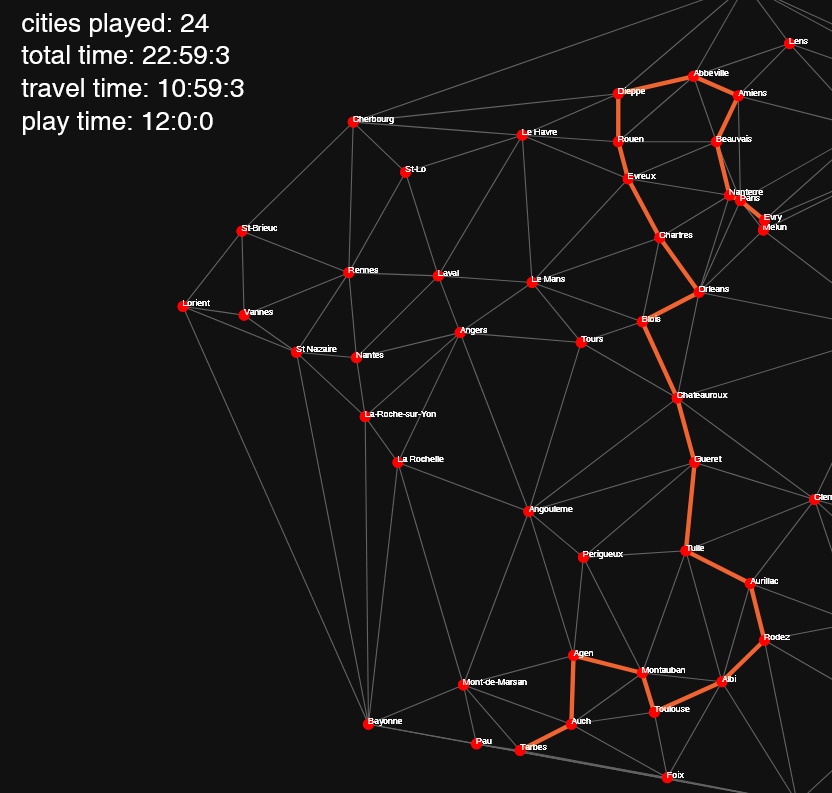 cities played: 24
total time: 22:59:3
travel time: 10:59:3
play time: 12:0:0
Lens
Abbeville
Dieppe
Amiens
Cherbourg
Le Havre
Rouen
Beauvais
St-Lo
Evreux
Nanterre
Paris
Evry
Melun
St-Brieuc
Chartres
Rennes
Laval
Le Mans
Orleans
Lorient
Vannes
Blois
Angers
Tours
St Nazaire
Nantes
Chateauroux
La-Roche-sur-Yon
La Rochelle
Gueret
Clerm
Angouleme
Perigueux
Tulle
Aurillac
Rodez
Agen
Montauban
Albi
Mont-de-Marsan
Toulouse
Bayonne
Auch
Pau
Tarbes
Foix